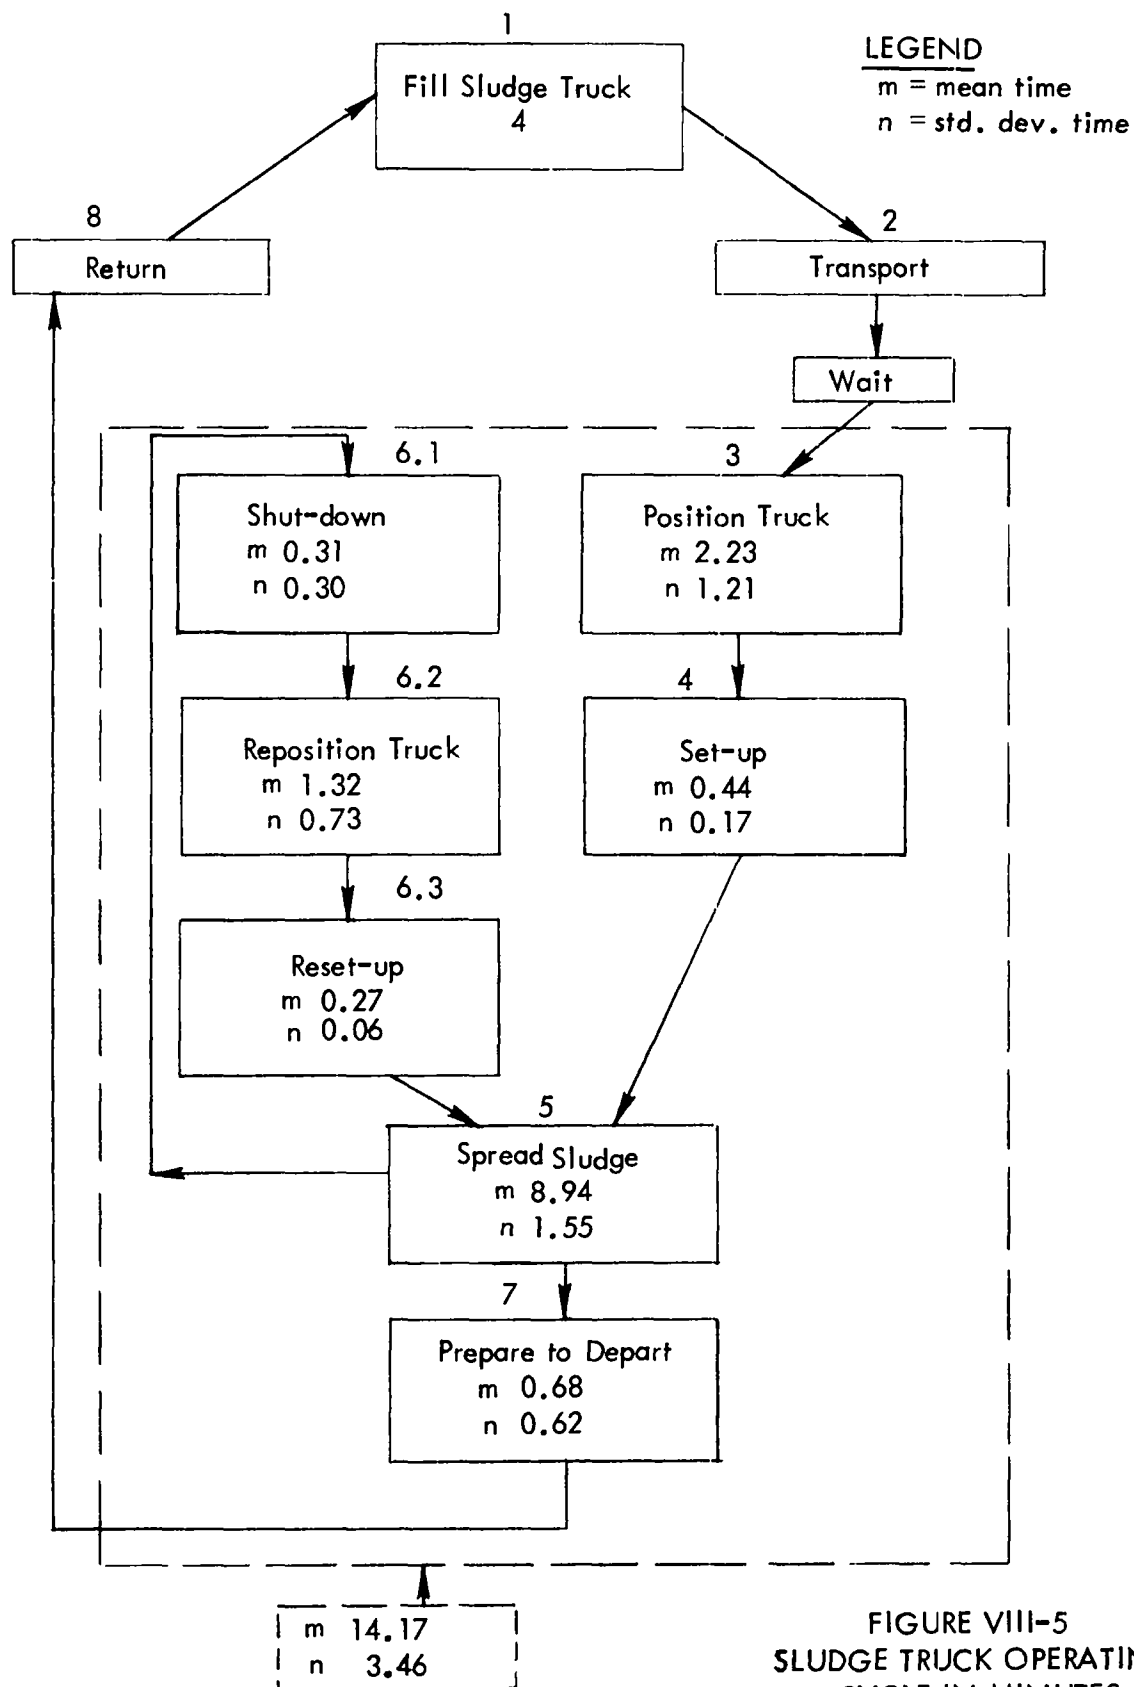 1
Fill Sludge Truck
4
LEGEND
m = mean time
n = std. dev. time
8
Return
2
Transport
Wait
6.1
Shut-down
m 0.31
n 0.30
3
Position Truck
m 2.23
n 1.21
6.2
Reposition Truck
m 1.32
n 0.73
4
Set-up
m 0.44
n 0.17
6.3
Reset-up
m 0.27
n 0.06
5
Spread Sludge
m 8.94
n 1.55
7
Prepare to Depart
m 0.68
n 0.62
m 14.17
n 3.46
FIGURE VIII-5
SLUDGE TRUCK